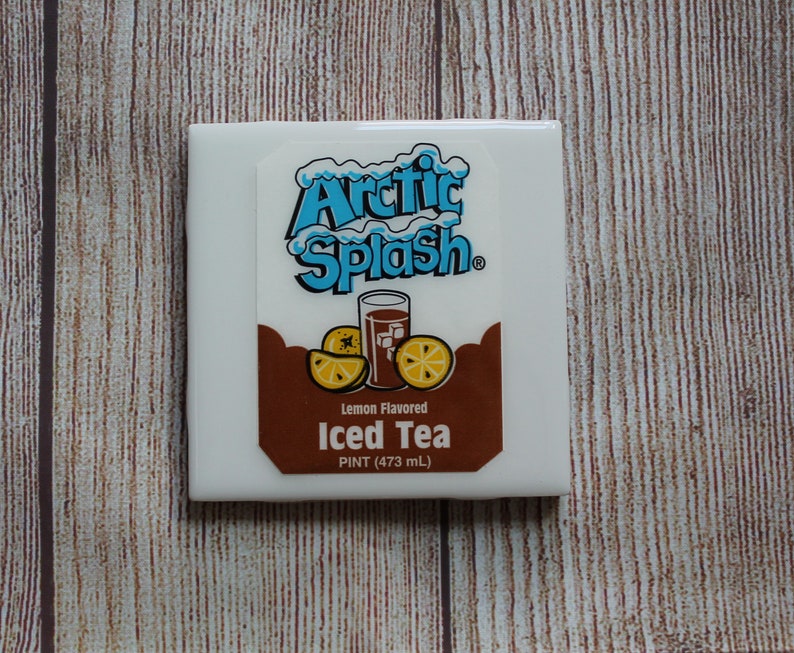 Arctic
Splash®
Lemon Flavored
Iced Tea
PINT (473 mL)